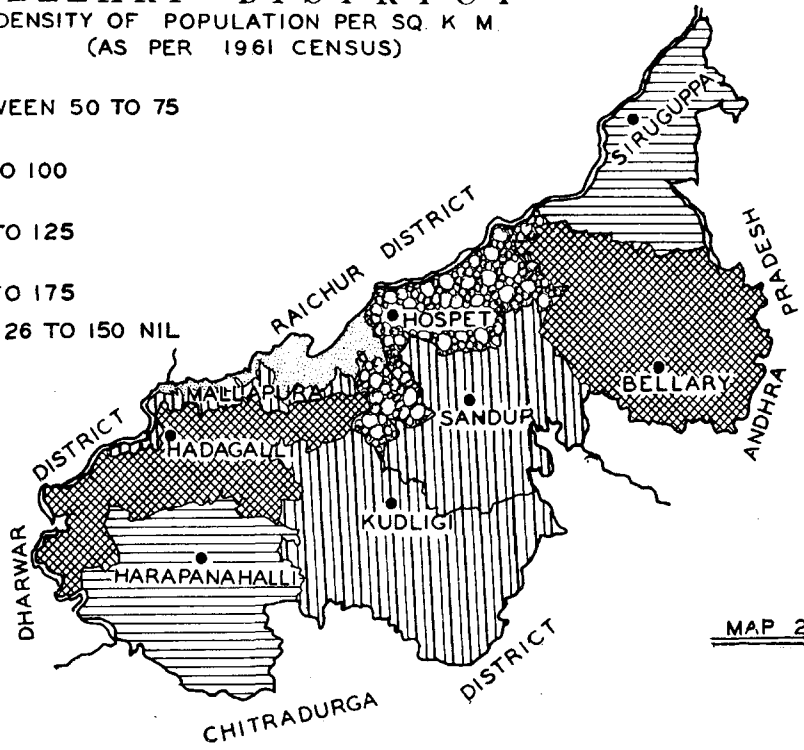 DISTRICT
DENSITY OF POPULATION PER SQ. K M.
(AS PER 1961 CENSUS)
50 TO 75
TO 100
TO 125
TO 175
26 TO 150 NIL
SIRUGUPPA
RAICHUR DISTRICT
ANDHRA PRADESH
HOSPET
BELLARY
MALLAPURA
SANDUR
DHARWAR DISTRICT
HADAGALLI
KUDLIGI
HARAPANAHALLI
CHITRADURGA DISTRICT
MAP 2